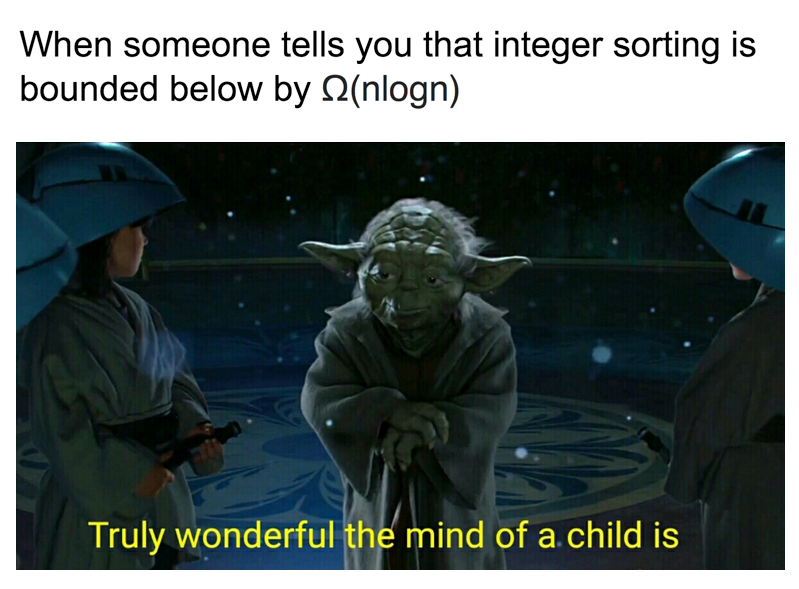 When someone tells you that integer sorting is
bounded below by Ω(nlogn)
Truly wonderful the mind of a child is